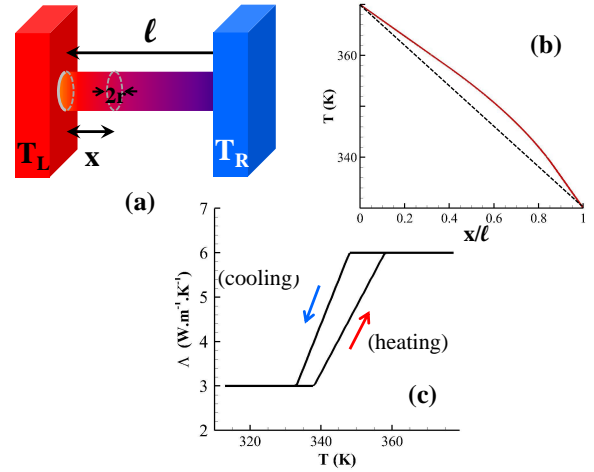 ℓ
2r
T_L
x
T_R
(a)
(b)
T (K)
360
340
0
0.2
0.4
0.6
0.8
1
x/ℓ
Λ (W.m⁻¹.K⁻¹)
7
6
5
4
3
2
(cooling)
(heating)
(c)
320
340
360
T (K)